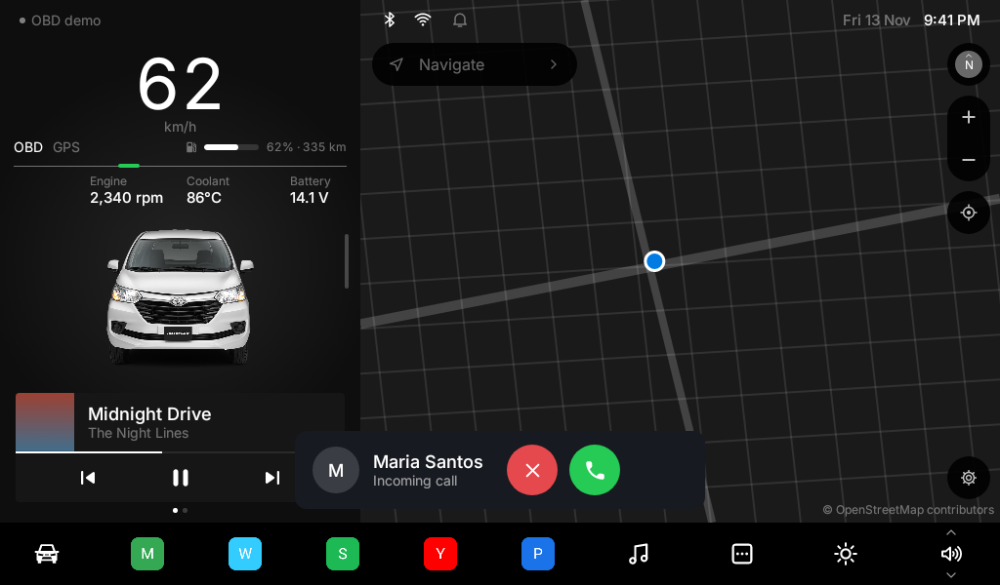 OBD demo
Fri 13 Nov 9:41 PM
62
km/h
OBD GPS
62% · 335 km
Engine
2,340 rpm
Coolant
86°C
Battery
14.1 V
Navigate
N
Midnight Drive
The Night Lines
M
Maria Santos
Incoming call
© OpenStreetMap contributors
M
W
S
Y
P